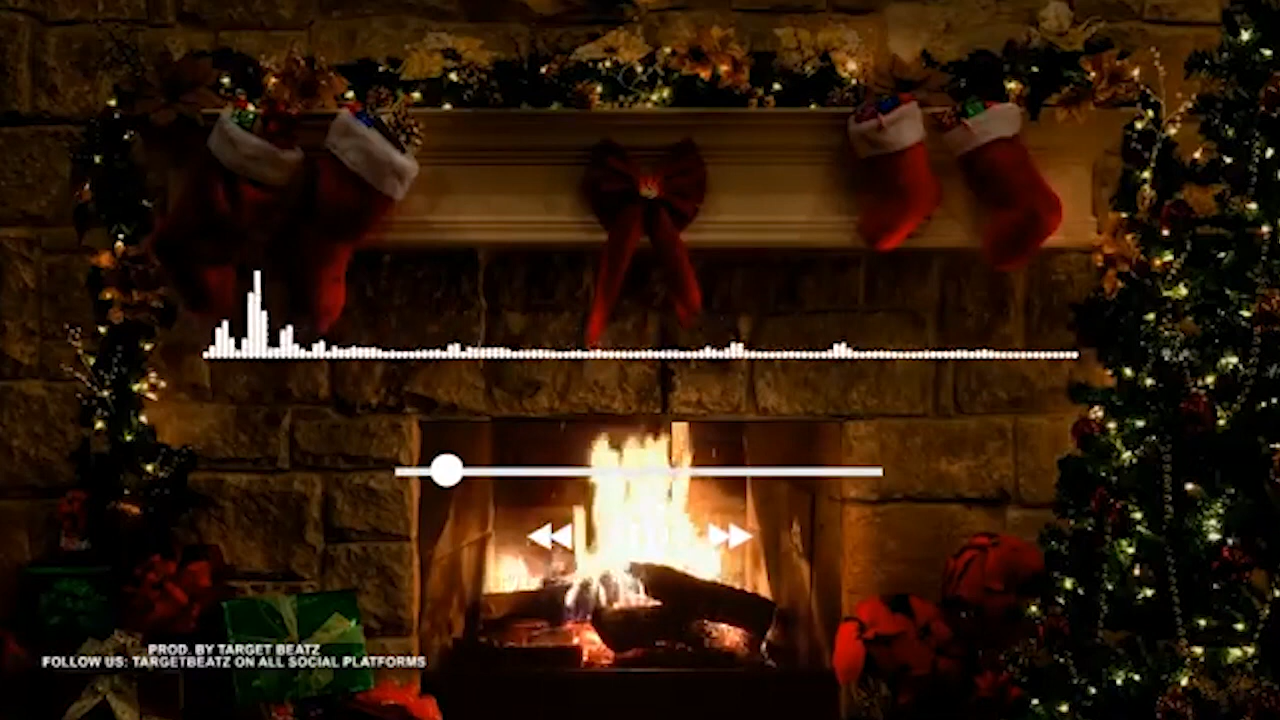 PROD. BY TARGET BEATZ
FOLLOW US: TARGETBEATZ ON ALL SOCIAL PLATFORMS